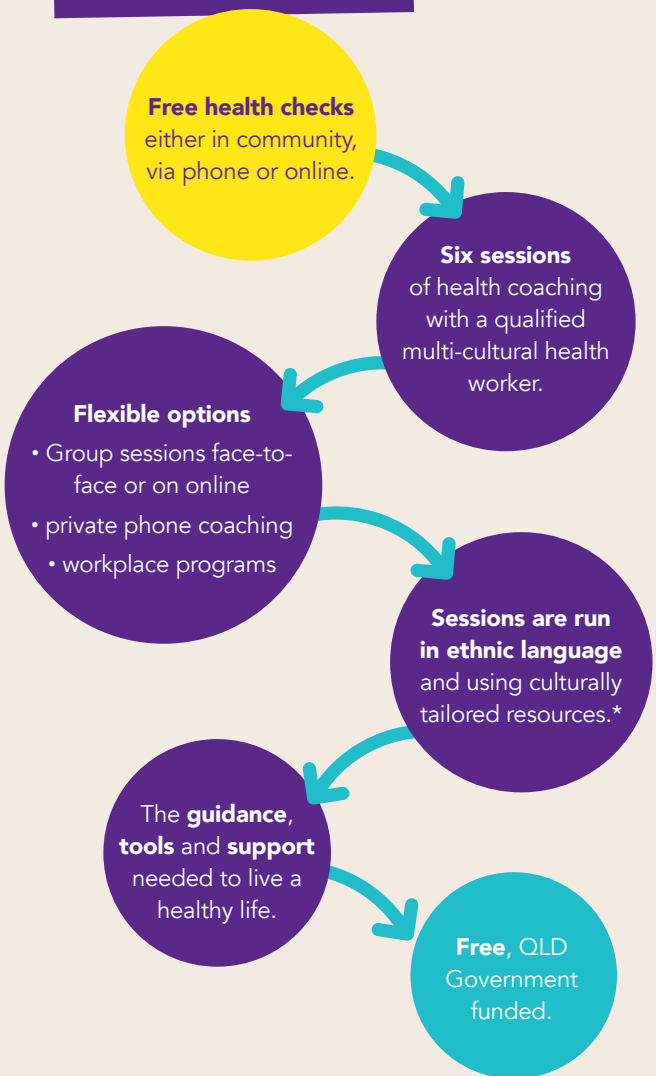 Free health checks
either in community,
via phone or online.
Six sessions
of health coaching
with a qualified
multi-cultural health
worker.
Flexible options
• Group sessions face-to-
face or on online
• private phone coaching
• workplace programs
Sessions are run
in ethnic language
and using culturally
tailored resources.*
The guidance,
tools and support
needed to live a
healthy life.
Free, QLD
Government
funded.